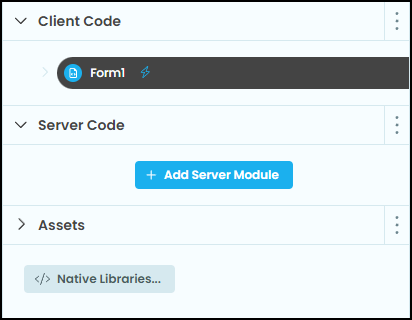 Client Code
Form1
Server Code
+ Add Server Module
Assets
</> Native Libraries...